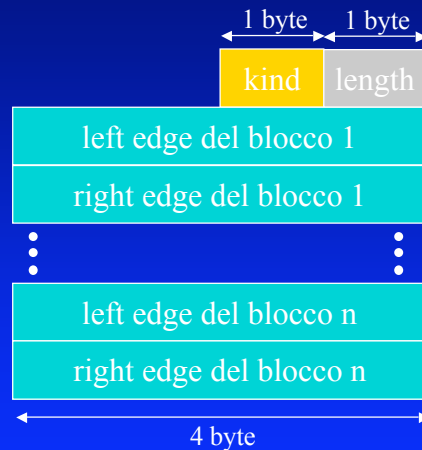 1 byte 1 byte
kind length
left edge del blocco 1
right edge del blocco 1
left edge del blocco n
right edge del blocco n
4 byte